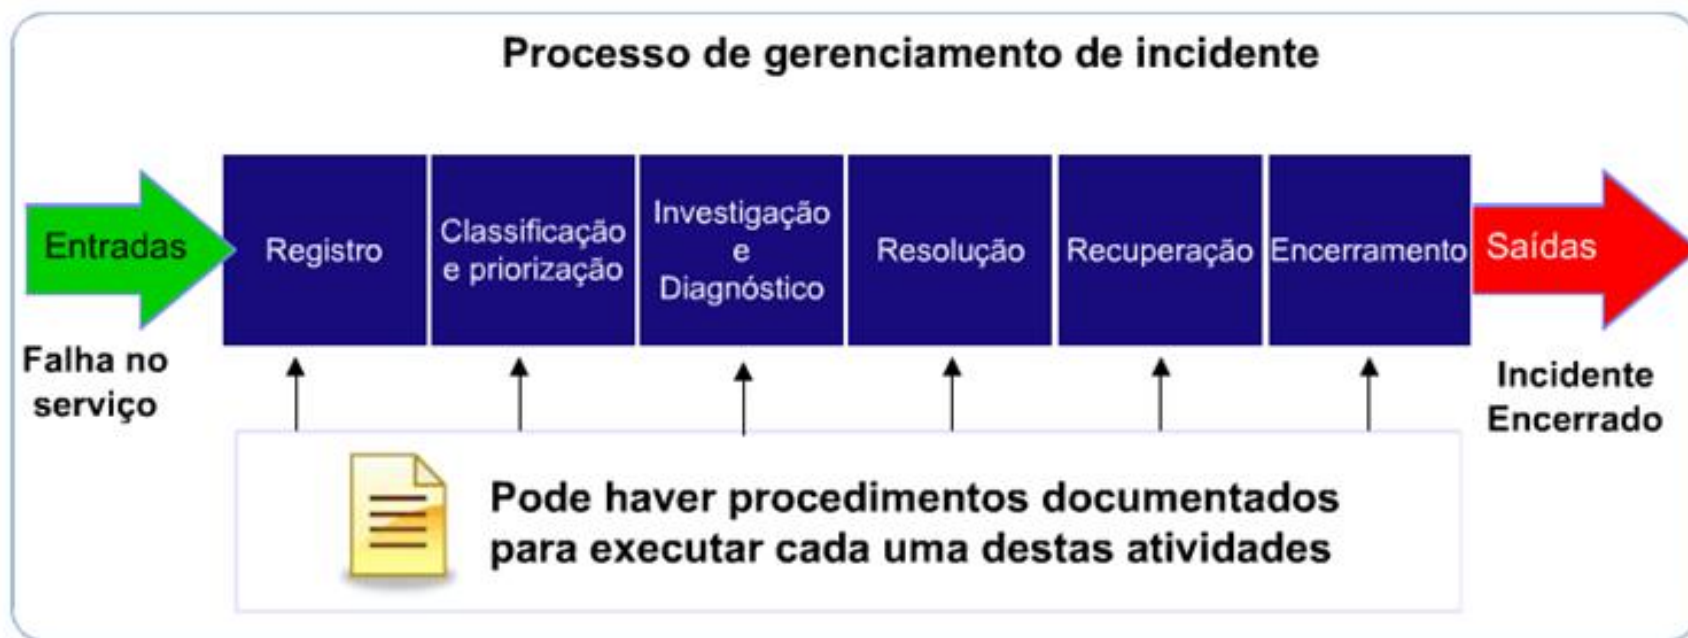 Processo de gerenciamento de incidente
Entradas
Registro
Classificação
e priorização
Investigação
e
Diagnóstico
Resolução
Recuperação
Encerramento
Saídas
Falha no
serviço
Incidente
Encerrado
Pode haver procedimentos documentados
para executar cada uma destas atividades